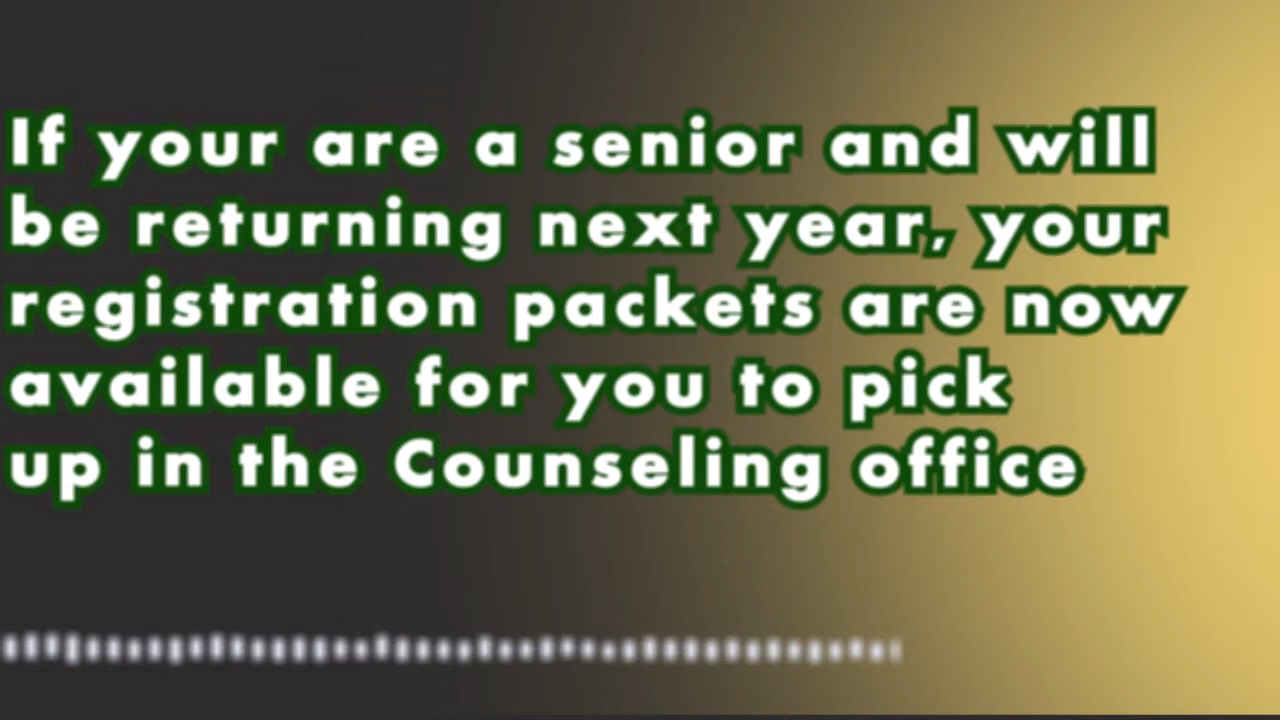 If your are a senior and will
be returning next year, your
registration packets are now
available for you to pick
up in the Counseling office